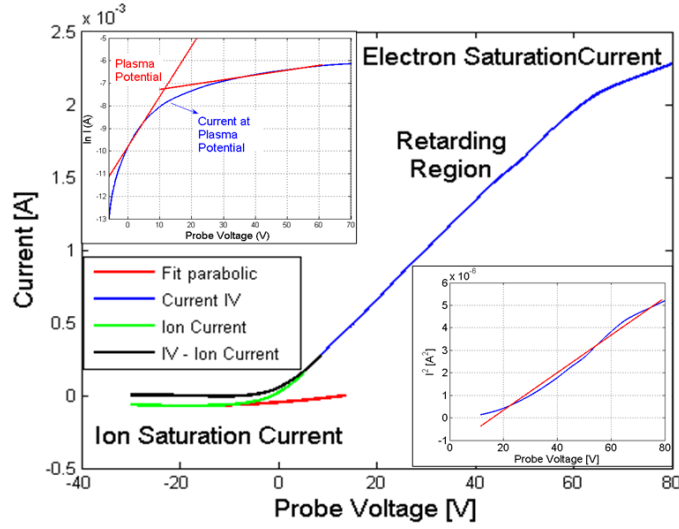 x 10⁻³
2.5
2
1.5
1
0.5
0
-0.5
-40
-20
0
20
40
60
80
Current [A]
Probe Voltage [V]
Electron SaturationCurrent
Retarding
Region
Ion Saturation Current
Fit parabolic
Current IV
Ion Current
IV - Ion Current
Plasma
Potential
Current at
Plasma
Potential
-5
-6
-7
-8
-9
-10
-11
-12
-13
0
10
20
30
40
50
60
70
ln I (A)
Probe Voltage (V)
x 10⁻⁶
6
5
4
3
2
1
0
-1
0
20
40
60
80
I² [A²]
Probe Voltage [V]